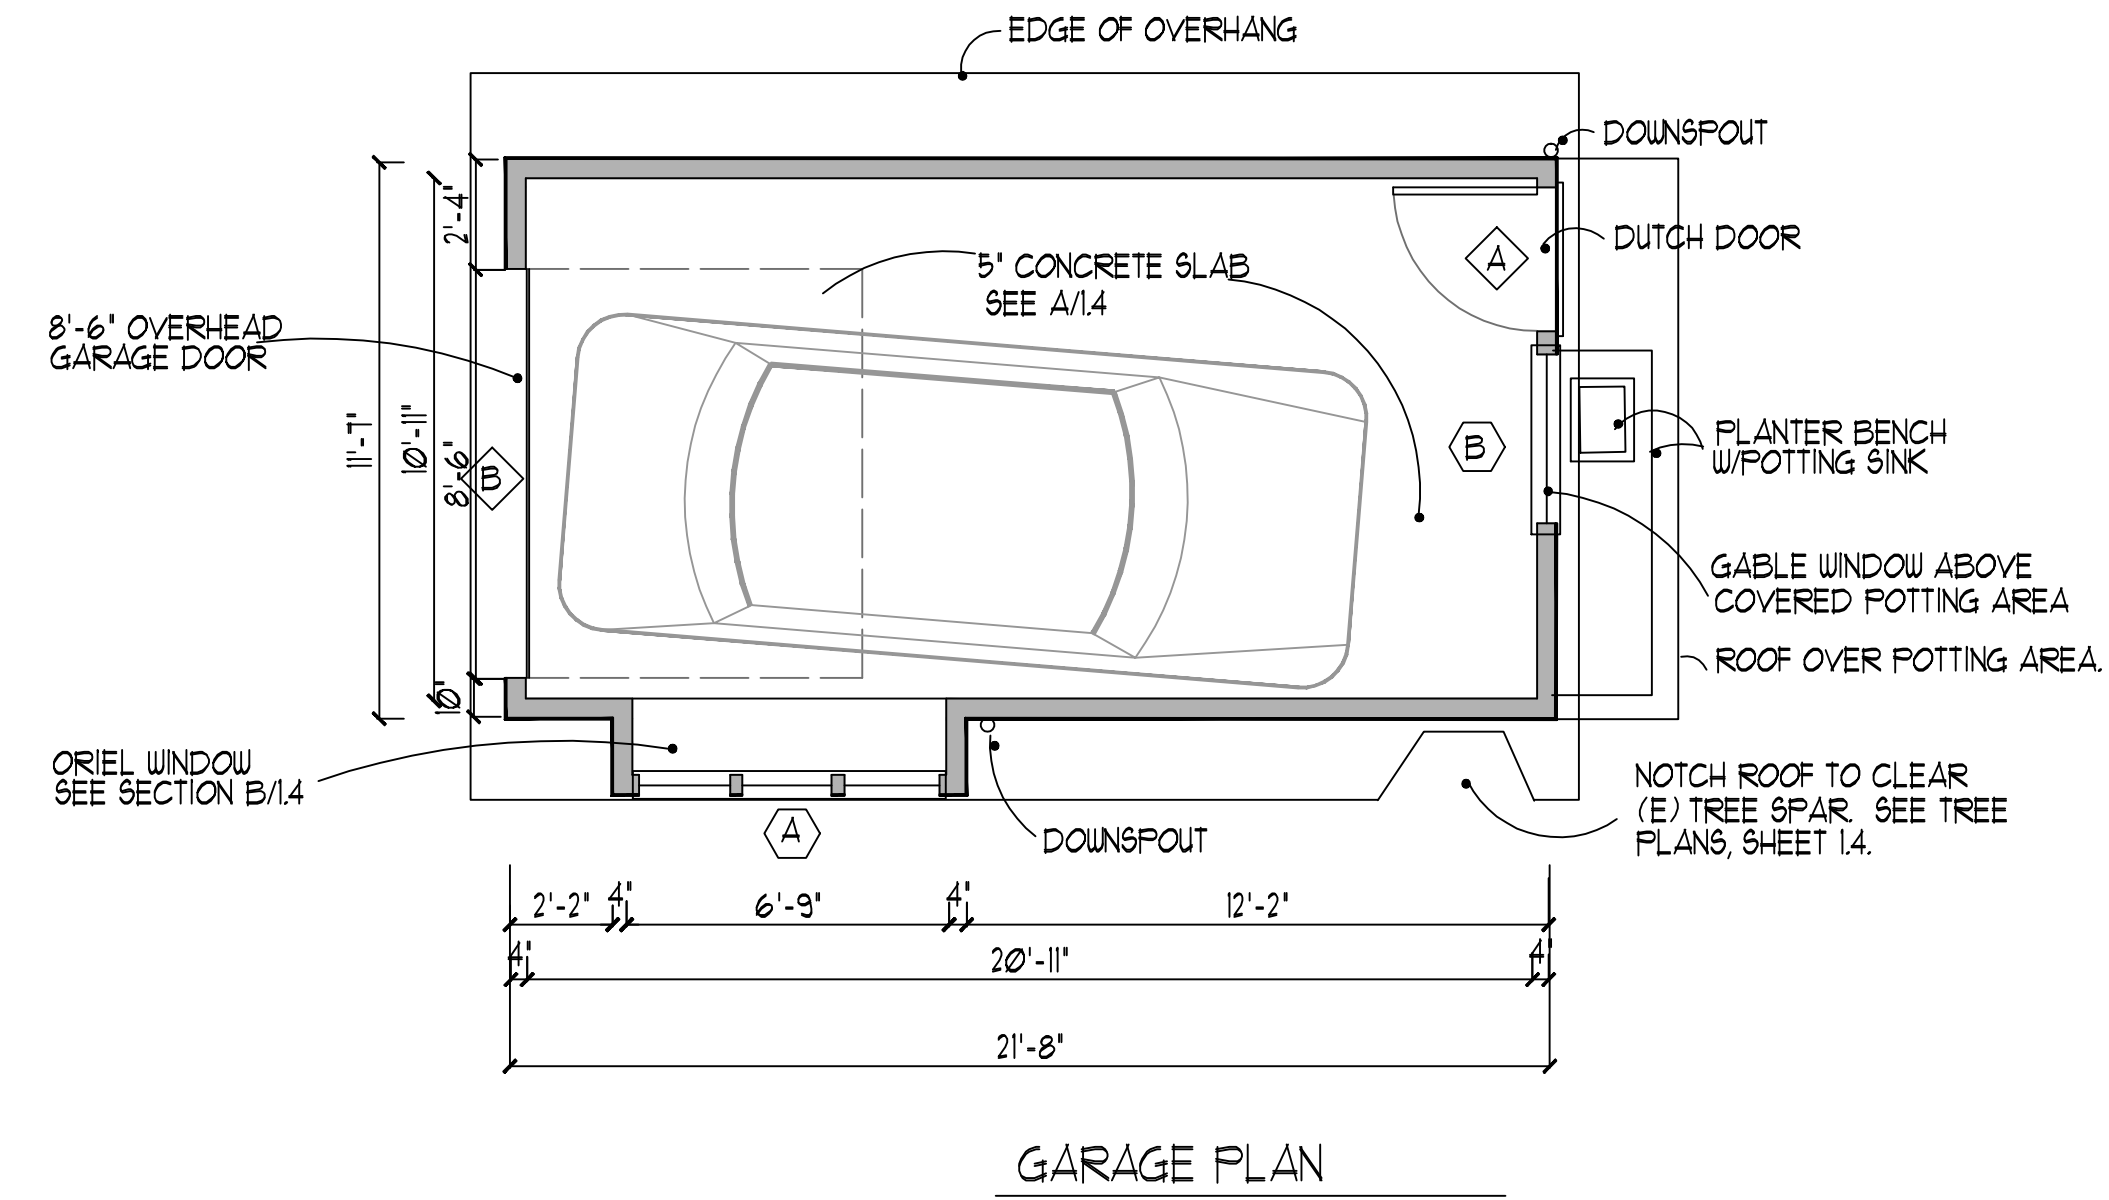 EDGE OF OVERHANG
DOWNSPOUT
DUTCH DOOR
A
5" CONCRETE SLAB
SEE A/1.4
2'-4"
8'-6" OVERHEAD
GARAGE DOOR
11'-7"
10'-11"
8'-6"
B
B
PLANTER BENCH
W/POTTING SINK
GABLE WINDOW ABOVE
COVERED POTTING AREA
ROOF OVER POTTING AREA.
10"
ORIEL WINDOW
SEE SECTION B/1.4
A
DOWNSPOUT
NOTCH ROOF TO CLEAR
(E) TREE SPAR. SEE TREE
PLANS, SHEET 1.4.
2'-2" 4" 6'-9" 4" 12'-2"
4" 20'-11" 4"
21'-8"
GARAGE PLAN